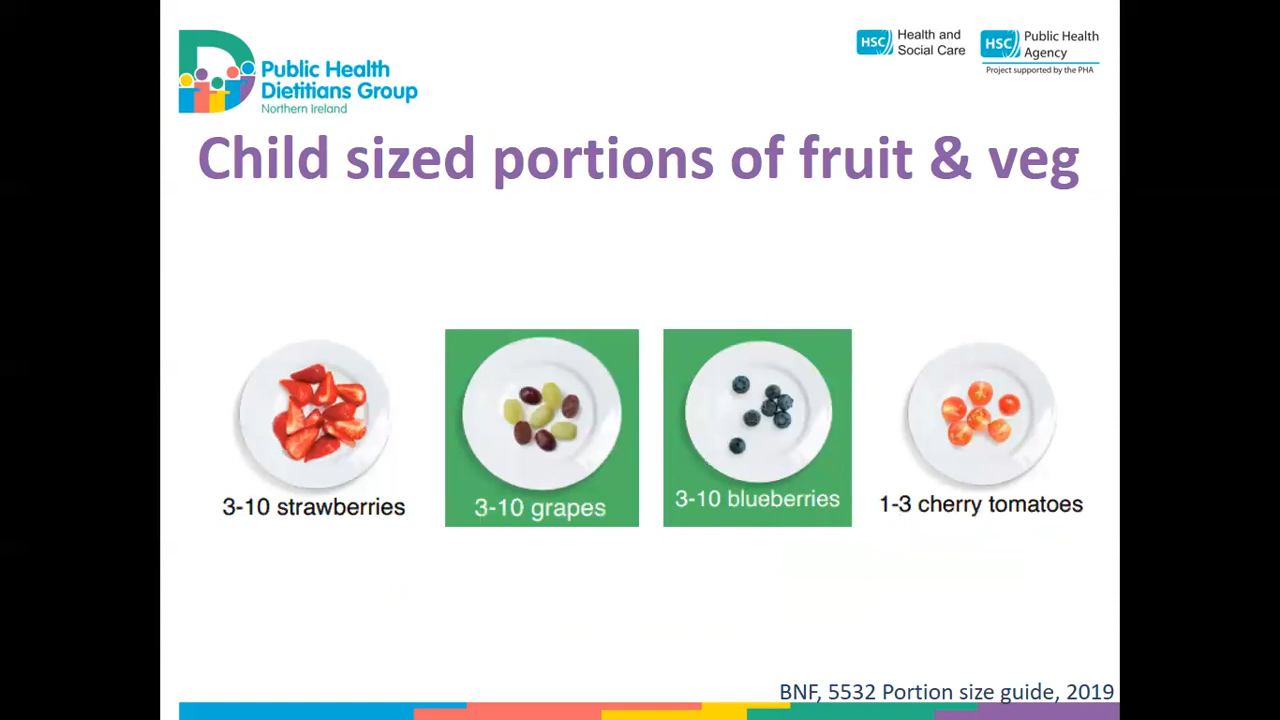 Public Health
Dietitians Group
Northern Ireland
HSC Health and
Social Care
HSC Public Health
Agency
Project supported by the PHA
Child sized portions of fruit & veg
3-10 strawberries
3-10 grapes
3-10 blueberries
1-3 cherry tomatoes
BNF, 5532 Portion size guide, 2019